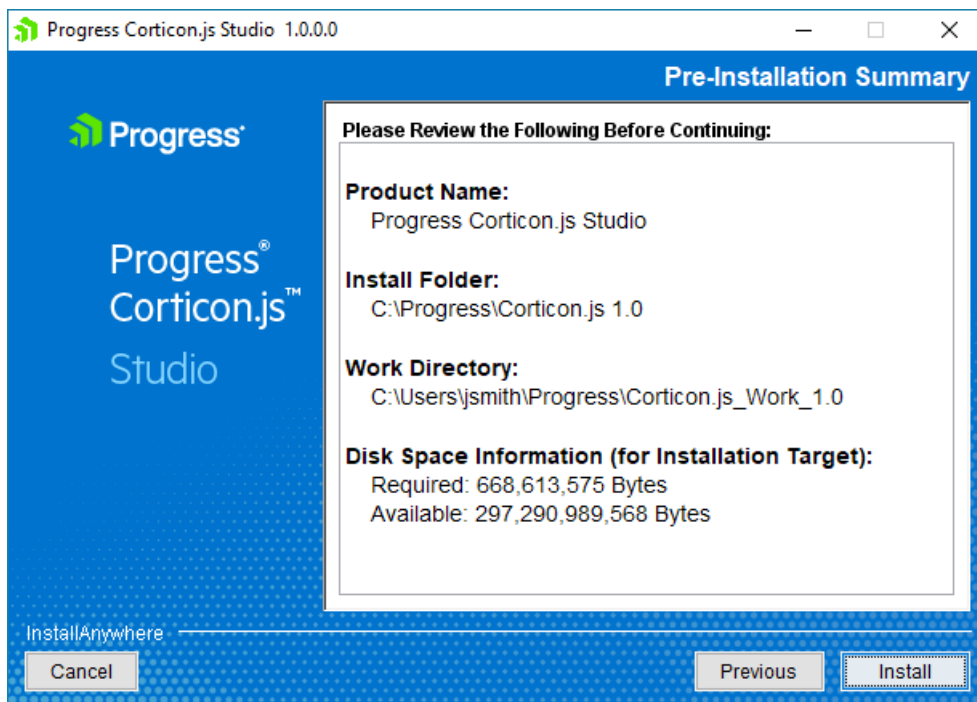 Progress Corticon.js Studio 1.0.0.0
Pre-Installation Summary
Progress
Progress®
Corticon.js™
Studio
Please Review the Following Before Continuing:
Product Name:
Progress Corticon.js Studio
Install Folder:
C:\Progress\Corticon.js 1.0
Work Directory:
C:\Users\jsmith\Progress\Corticon.js_Work_1.0
Disk Space Information (for Installation Target):
Required: 668,613,575 Bytes
Available: 297,290,989,568 Bytes
InstallAnywhere
Cancel
Previous
Install